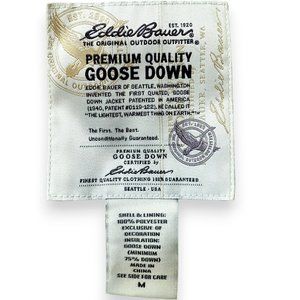 EST. 1920
Eddie Bauer
THE ORIGINAL OUTDOOR OUTFITTER
PREMIUM QUALITY
GOOSE DOWN
EDDIE BAUER OF SEATTLE, WASHINGTON
INVENTED THE FIRST QUILTED, GOOSE
DOWN JACKET PATENTED IN AMERICA
(1940, PATENT #D119-122). HE CALLED IT
"THE LIGHTEST, WARMEST THING ON EARTH."
The First. The Best.
Unconditionally Guaranteed.
PREMIUM QUALITY
GOOSE DOWN
CERTIFIED by
Eddie Bauer
FINEST QUALITY CLOTHING 100% GUARANTEED
SEATTLE - USA
SHELL & LINING:
100% POLYESTER
EXCLUSIVE OF
DECORATION
INSULATION:
GOOSE DOWN
(MINIMUM
75% DOWN)
MADE IN
CHINA
SEE SIDE FOR CARE
M